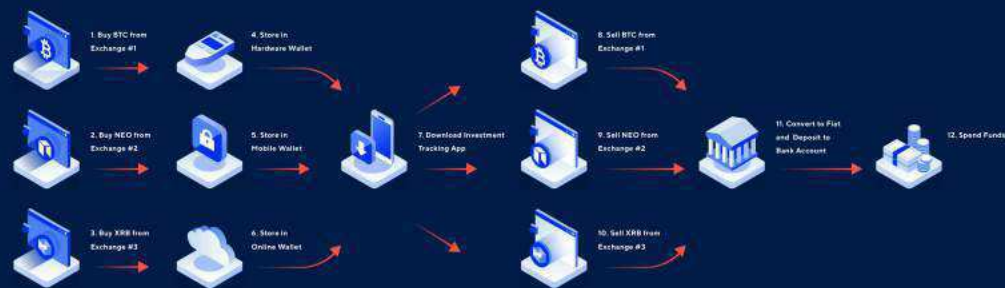 1. Buy BTC from
Exchange #1
4. Store in
Hardware Wallet
8. Sell BTC from
Exchange #1
2. Buy NEO from
Exchange #2
5. Store in
Mobile Wallet
7. Download Investment
Tracking App
9. Sell NEO from
Exchange #2
11. Convert to Fiat
and Deposit to
Bank Account
12. Spend Funds
3. Buy XRB from
Exchange #3
6. Store in
Online Wallet
10. Sell XRB from
Exchange #3